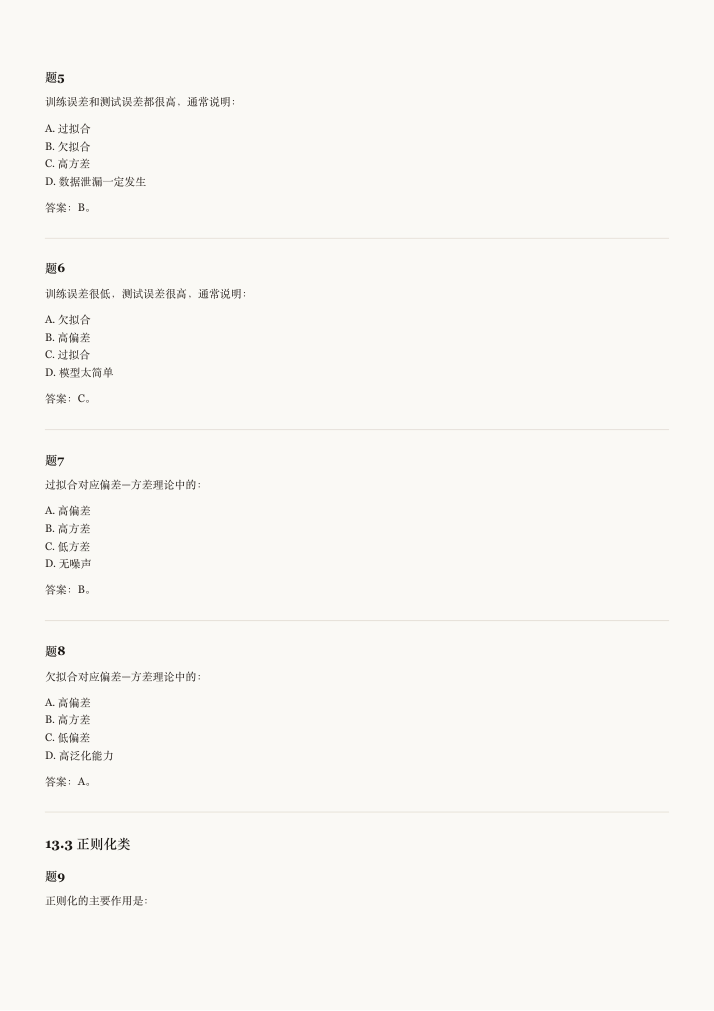 题5
训练误差和测试误差都很高，通常说明：
A. 过拟合
B. 欠拟合
C. 高方差
D. 数据泄漏一定发生
答案：B。
题6
训练误差很低，测试误差很高，通常说明：
A. 欠拟合
B. 高偏差
C. 过拟合
D. 模型太简单
答案：C。
题7
过拟合对应偏差—方差理论中的：
A. 高偏差
B. 高方差
C. 低方差
D. 无噪声
答案：B。
题8
欠拟合对应偏差—方差理论中的：
A. 高偏差
B. 高方差
C. 低偏差
D. 高泛化能力
答案：A。
13.3 正则化类
题9
正则化的主要作用是：